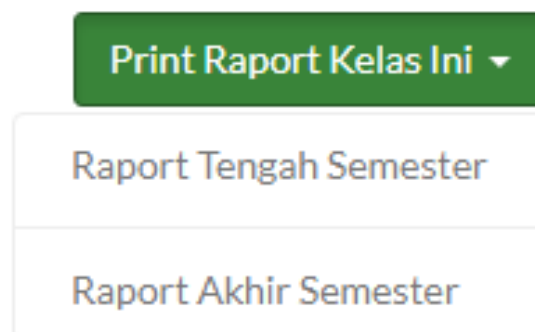 Print Raport Kelas Ini
Raport Tengah Semester
Raport Akhir Semester